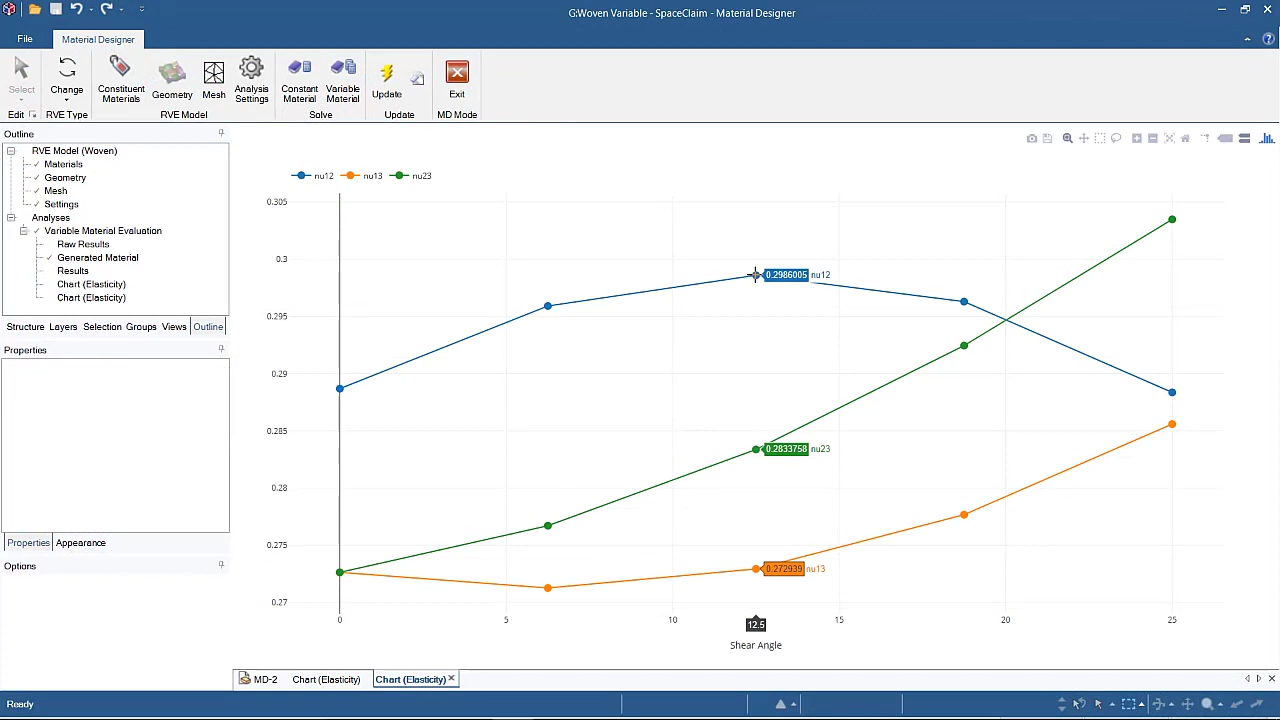 G:Woven Variable - SpaceClaim - Material Designer
File
Material Designer
Select
Change
Constituent Materials
Geometry
Mesh
Analysis Settings
Constant Material
Variable Material
Update
Exit
Edit
RVE Type
RVE Model
Solve
Update
MD Mode
Outline
RVE Model (Woven)
Materials
Geometry
Mesh
Settings
Analyses
Variable Material Evaluation
Raw Results
Generated Material
Results
Chart (Elasticity)
Chart (Elasticity)
Structure Layers Selection Groups Views Outline
Properties
Properties Appearance
Options
nu12 nu13 nu23
0.305
0.3
0.295
0.29
0.285
0.28
0.275
0.27
0.2986005 nu12
0.2833758 nu23
0.272939 nu13
0 5 10 12.5 15 20 25
Shear Angle
MD-2 Chart (Elasticity) Chart (Elasticity)
Ready